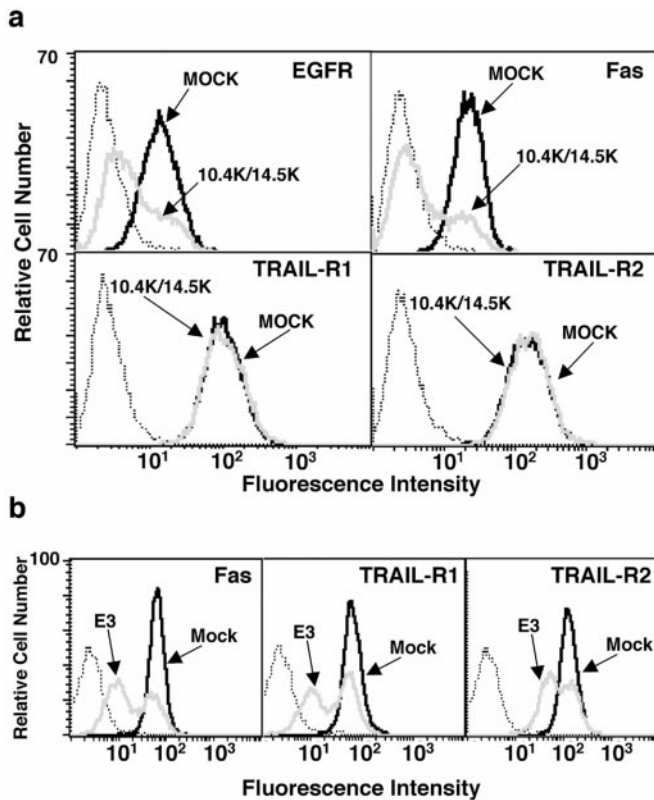 a
70
EGFR
MOCK
10.4K/14.5K
Fas
MOCK
10.4K/14.5K
Relative Cell Number
70
TRAIL-R1
10.4K/14.5K
MOCK
TRAIL-R2
10.4K/14.5K
MOCK
10¹ 10² 10³ 10¹ 10² 10³
Fluorescence Intensity
b
100
Relative Cell Number
Fas
E3
Mock
TRAIL-R1
E3
Mock
TRAIL-R2
E3
Mock
10¹ 10² 10³ 10¹ 10² 10³ 10¹ 10² 10³
Fluorescence Intensity